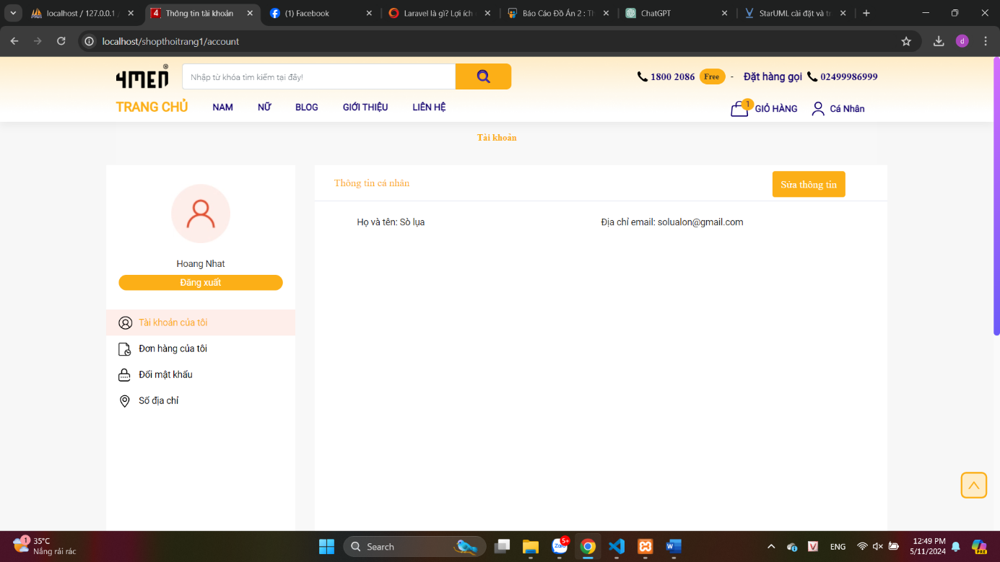 localhost / 127.0.0.1
Thông tin tài khoản
(1) Facebook
Laravel là gì? Lợi ích
Báo Cáo Đồ Án 2 : Th
ChatGPT
StarUML cài đặt và tr
localhost/shopthoitrang1/account
d
4MEN®
Nhập từ khóa tìm kiếm tại đây!
1800 2086 Free - Đặt hàng gọi 02499986999
TRANG CHỦ NAM NỮ BLOG GIỚI THIỆU LIÊN HỆ 1 GIỎ HÀNG Cá Nhân
Tài khoản
Thông tin cá nhân
Sửa thông tin
Họ và tên: Sò lụa
Địa chỉ email: solualon@gmail.com
Hoang Nhat
Đăng xuất
Tài khoản của tôi
Đơn hàng của tôi
Đổi mật khẩu
Sổ địa chỉ
1
35°C
Nắng rải rác
Search
Zalo
5+
V
ENG
12:49 PM
5/11/2024
PRE